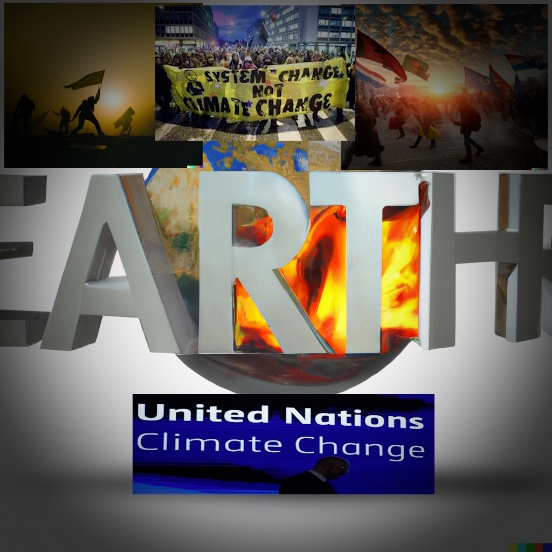 SYSTEM CHANGE
NOT
CLIMATE CHANGE
EARTH
United Nations
Climate Change